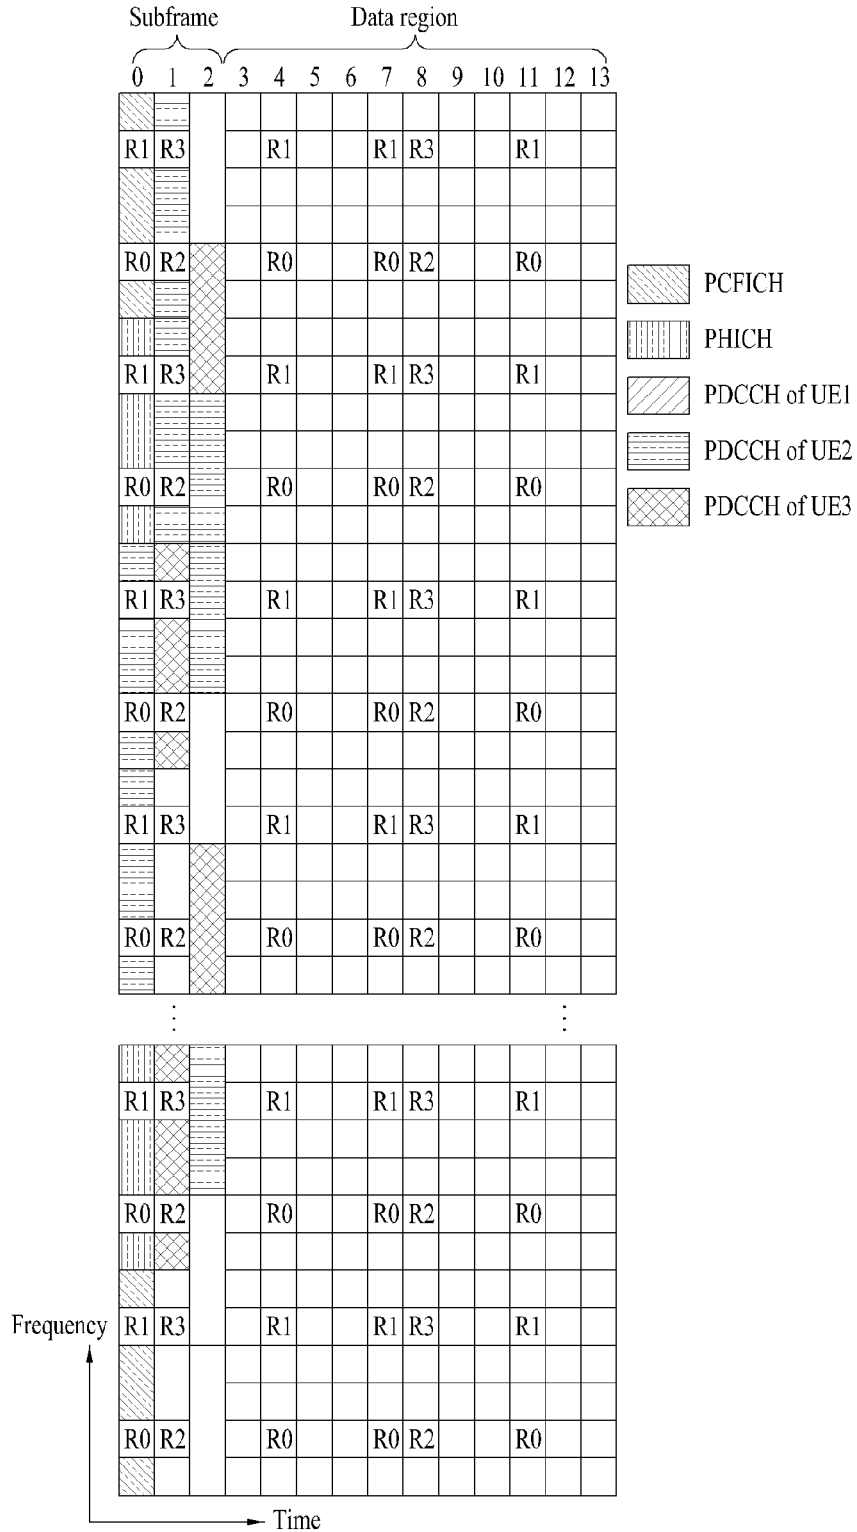 Subframe Data region
0 1 2 3 4 5 6 7 8 9 10 11 12 13
R1 R3 R1 R1 R3 R1
R0 R2 R0 R0 R2 R0
PCFICH
PHICH
R1 R3 R1 R1 R3 R1
PDCCH of UE1
PDCCH of UE2
R0 R2 R0 R0 R2 R0
PDCCH of UE3
R1 R3 R1 R1 R3 R1
R0 R2 R0 R0 R2 R0
R1 R3 R1 R1 R3 R1
R0 R2 R0 R0 R2 R0
R1 R3 R1 R1 R3 R1
R0 R2 R0 R0 R2 R0
Frequency R1 R3 R1 R1 R3 R1
R0 R2 R0 R0 R2 R0
Time